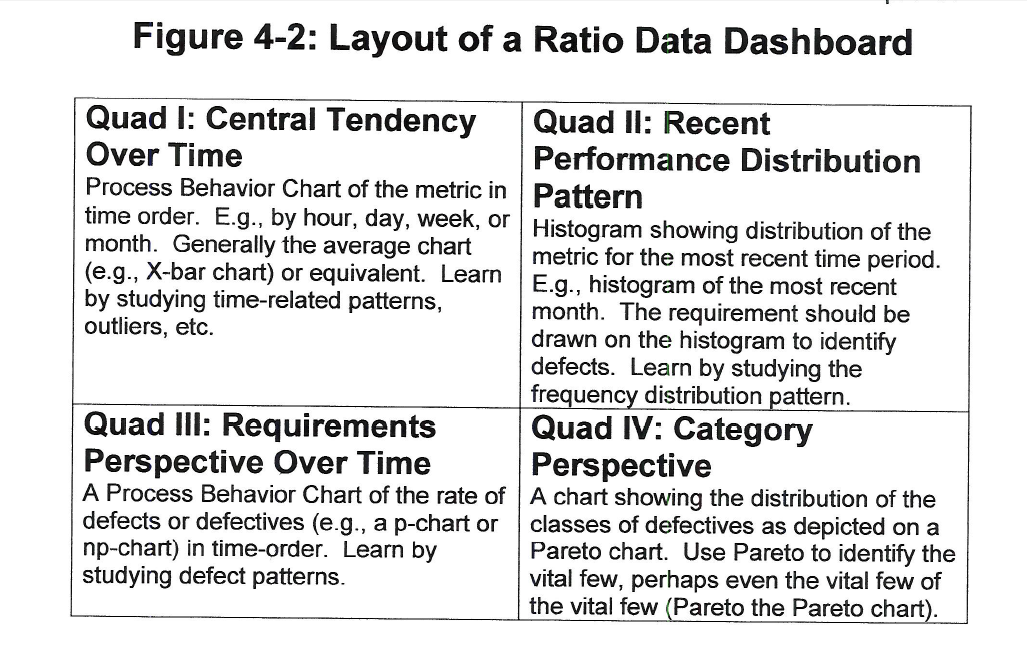 Figure 4-2: Layout of a Ratio Data Dashboard
Quad I: Central Tendency
Over Time
Process Behavior Chart of the metric in
time order. E.g., by hour, day, week, or
month. Generally the average chart
(e.g., X-bar chart) or equivalent. Learn
by studying time-related patterns,
outliers, etc.
Quad II: Recent
Performance Distribution
Pattern
Histogram showing distribution of the
metric for the most recent time period.
E.g., histogram of the most recent
month. The requirement should be
drawn on the histogram to identify
defects. Learn by studying the
frequency distribution pattern.
Quad III: Requirements
Perspective Over Time
A Process Behavior Chart of the rate of
defects or defectives (e.g., a p-chart or
np-chart) in time-order. Learn by
studying defect patterns.
Quad IV: Category
Perspective
A chart showing the distribution of the
classes of defectives as depicted on a
Pareto chart. Use Pareto to identify the
vital few, perhaps even the vital few of
the vital few (Pareto the Pareto chart).